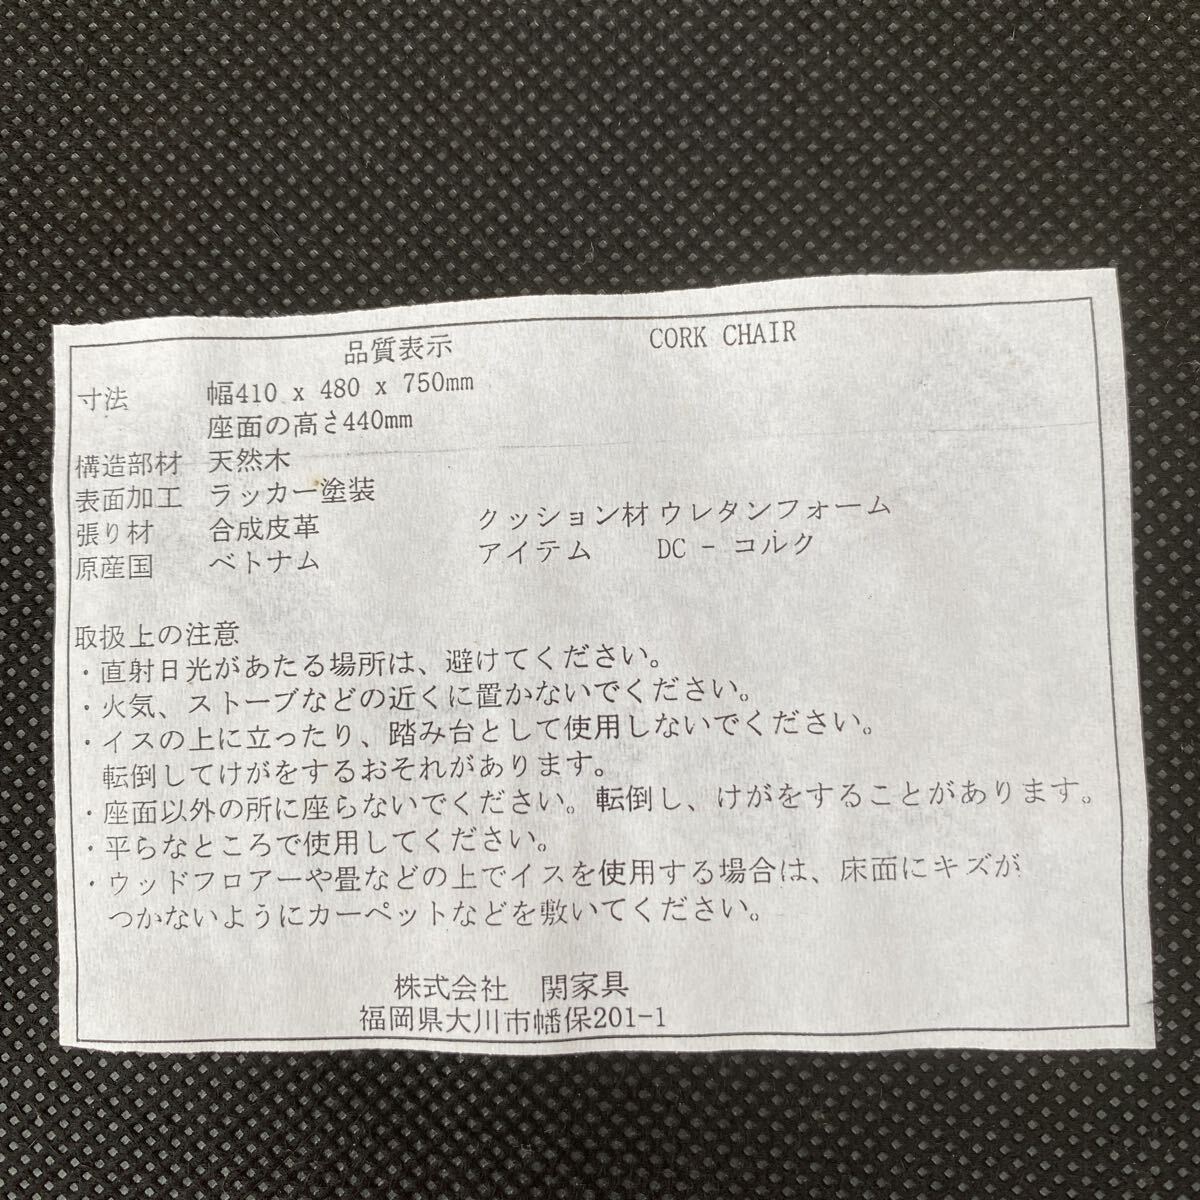 品質表示 CORK CHAIR
寸法 幅410 x 480 x 750mm
座面の高さ440mm
構造部材 天然木
表面加工 ラッカー塗装
張り材 合成皮革 クッション材 ウレタンフォーム
原産国 ベトナム アイテム DC - コルク
取扱上の注意
・直射日光があたる場所は、避けてください。
・火気、ストーブなどの近くに置かないでください。
・イスの上に立ったり、踏み台として使用しないでください。
転倒してけがをするおそれがあります。
・座面以外の所に座らないでください。転倒し、けがをすることがあります。
・平らなところで使用してください。
・ウッドフロアーや畳などの上でイスを使用する場合は、床面にキズが
つかないようにカーペットなどを敷いてください。
株式会社 関家具
福岡県大川市幡保201-1